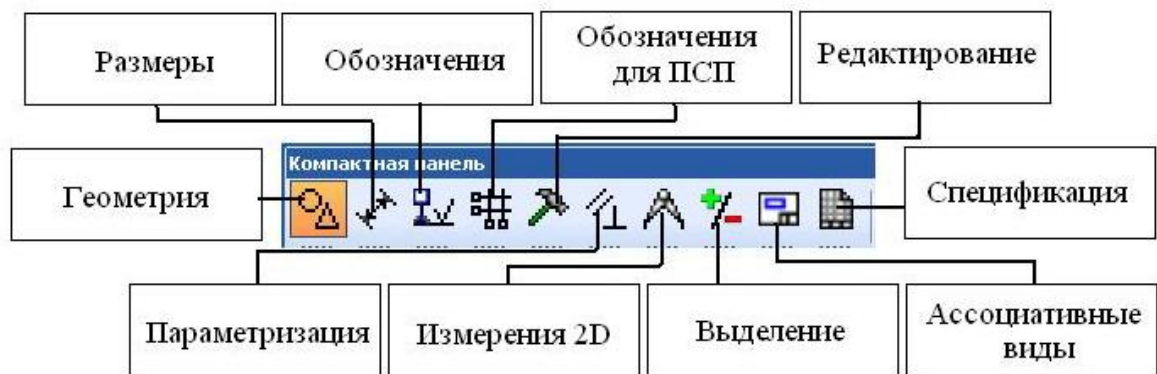 Размеры
Обозначения
Обозначения
для ПСП
Редактирование
Геометрия
Компактная панель
Спецификация
Параметризация
Измерения 2D
Выделение
Ассоциативные
виды